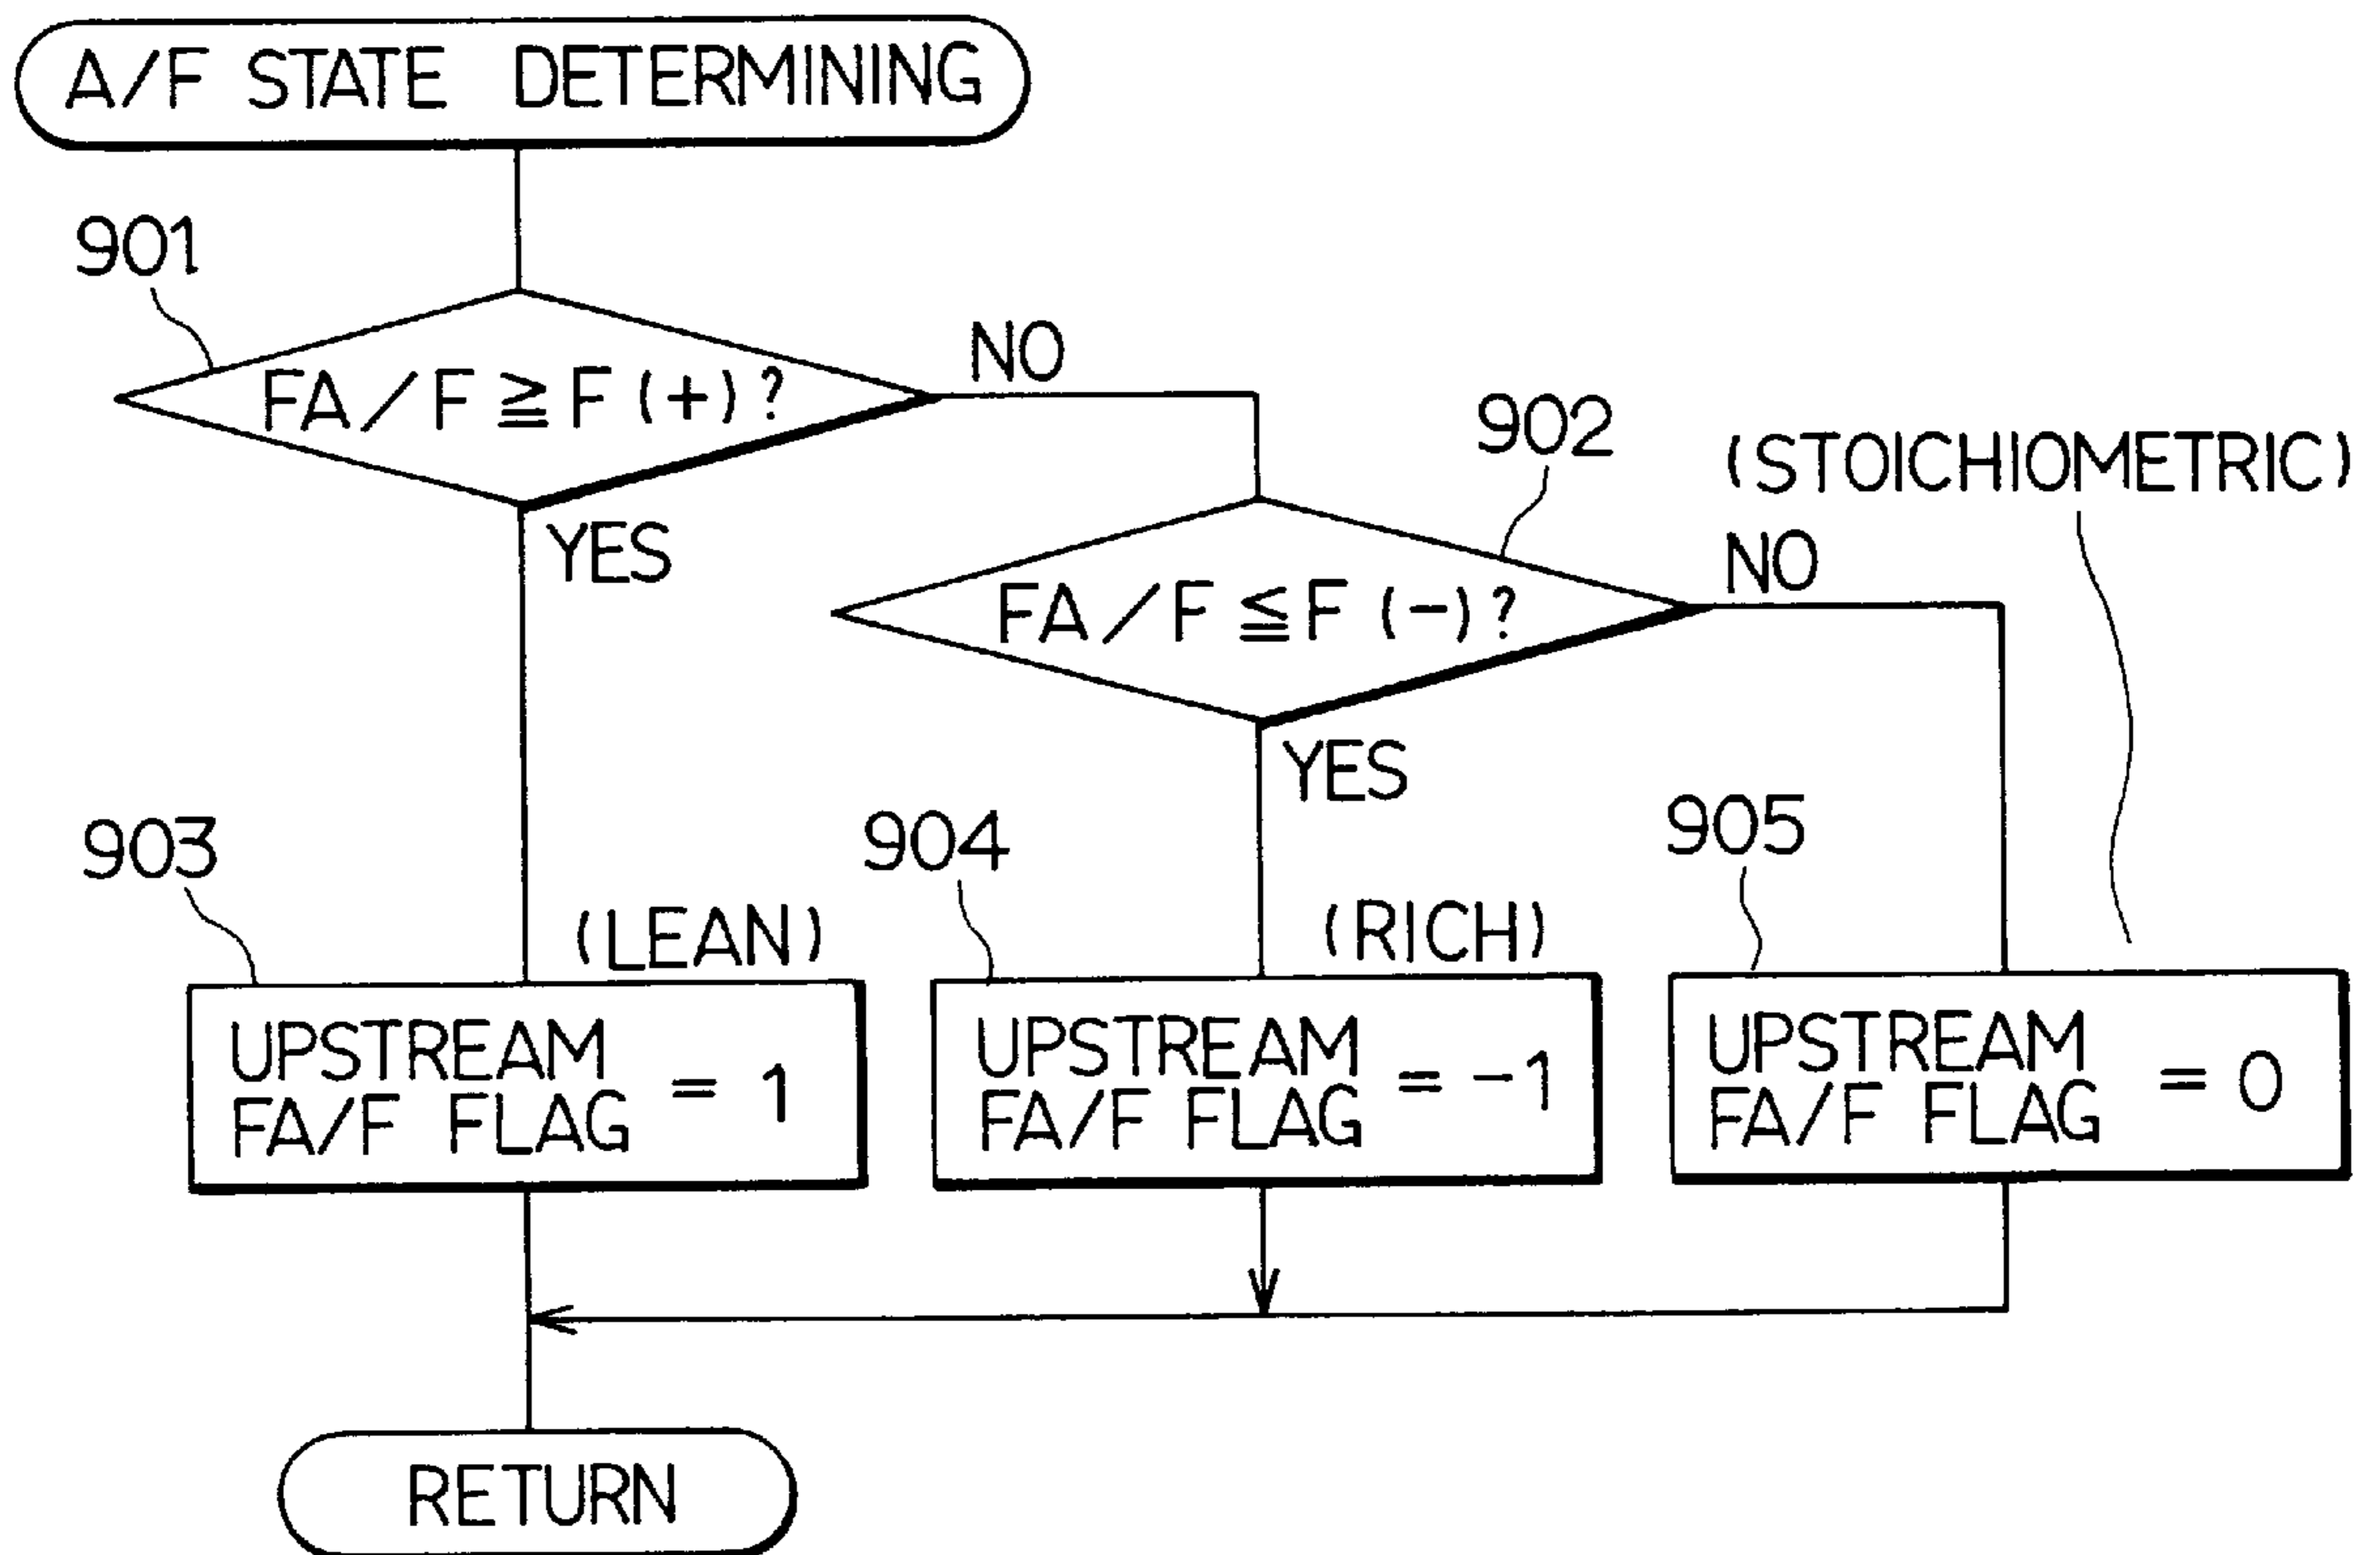 A/F STATE DETERMINING
901
FA/F ≧ F (+) ?
NO
YES
902
(STOICHIOMETRIC)
FA/F ≦ F (-) ?
NO
YES
903
(LEAN)
UPSTREAM
FA/F FLAG = 1
904
(RICH)
UPSTREAM
FA/F FLAG = -1
905
UPSTREAM
FA/F FLAG = 0
RETURN